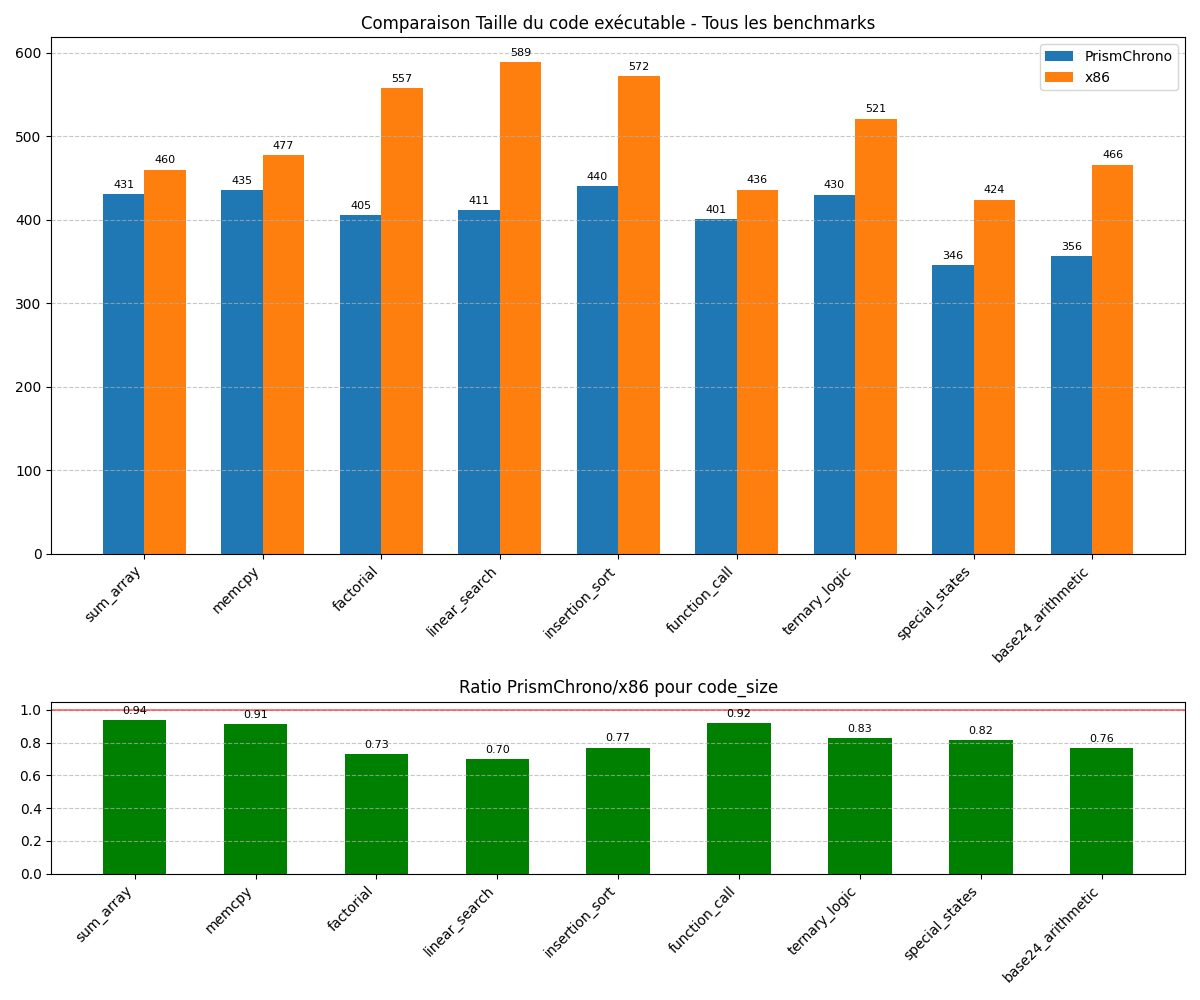 Comparaison Taille du code exécutable - Tous les benchmarks
PrismChrono
x86
600
500
400
300
200
100
0
431
460
435
477
405
557
411
589
440
572
401
436
430
521
346
424
356
466
sum_array
memcpy
factorial
linear_search
insertion_sort
function_call
ternary_logic
special_states
base24_arithmetic
Ratio PrismChrono/x86 pour code_size
1.0
0.8
0.6
0.4
0.2
0.0
0.94
0.91
0.73
0.70
0.77
0.92
0.83
0.82
0.76
sum_array
memcpy
factorial
linear_search
insertion_sort
function_call
ternary_logic
special_states
base24_arithmetic